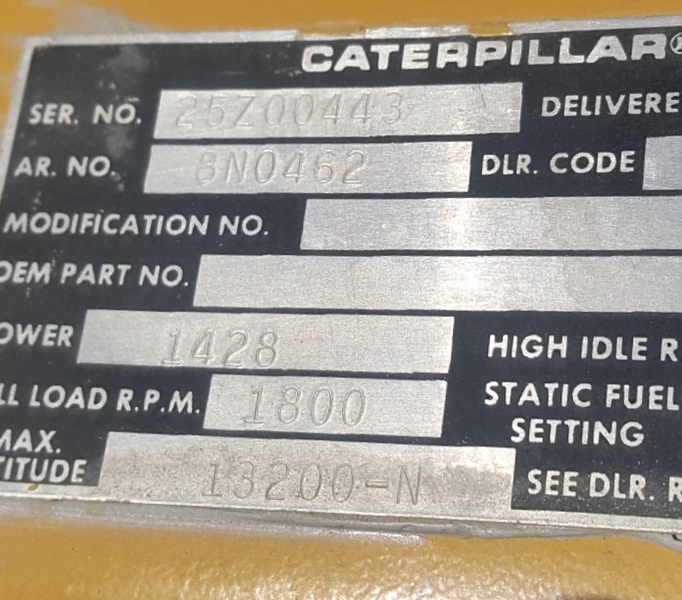 CATERPILLAR®
SER. NO. 25Z00443 DELIVERE
AR. NO. 8N0462 DLR. CODE
MODIFICATION NO.
OEM PART NO.
OWER 1428 HIGH IDLE R
LL LOAD R.P.M. 1800 STATIC FUEL
SETTING
MAX.
TITUDE 13200-N SEE DLR. R